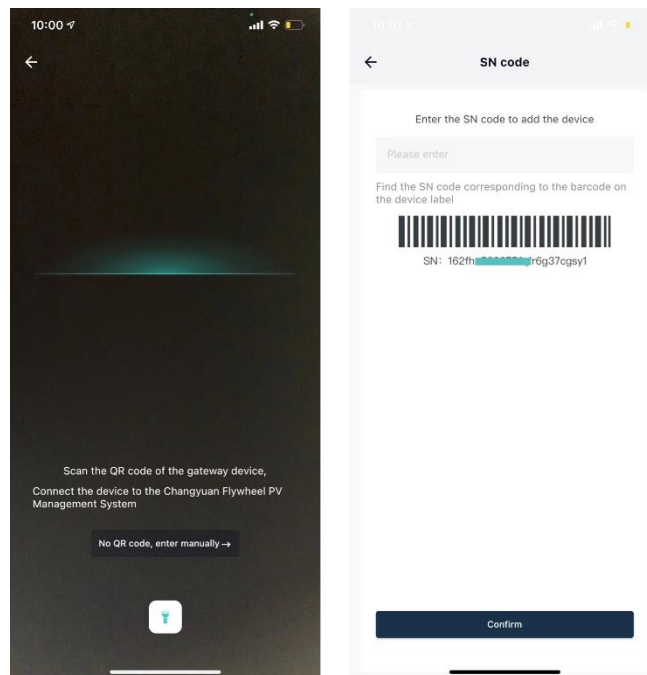 10:00
Scan the QR code of the gateway device,
Connect the device to the Changyuan Flywheel PV
Management System
No QR code, enter manually→
10:01
SN code
Enter the SN code to add the device
Please enter
Find the SN code corresponding to the barcode on
the device label
SN: 162fh r6g37cgsy1
Confirm